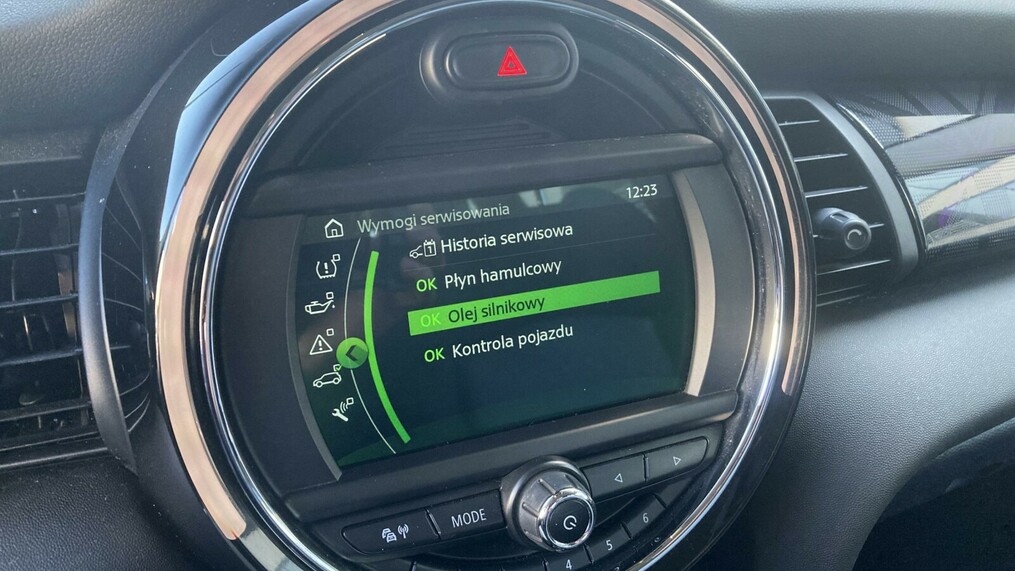 12:23
Wymogi serwisowania
1 Historia serwisowa
OK Płyn hamulcowy
OK Olej silnikowy
OK Kontrola pojazdu
MODE
4
5
6